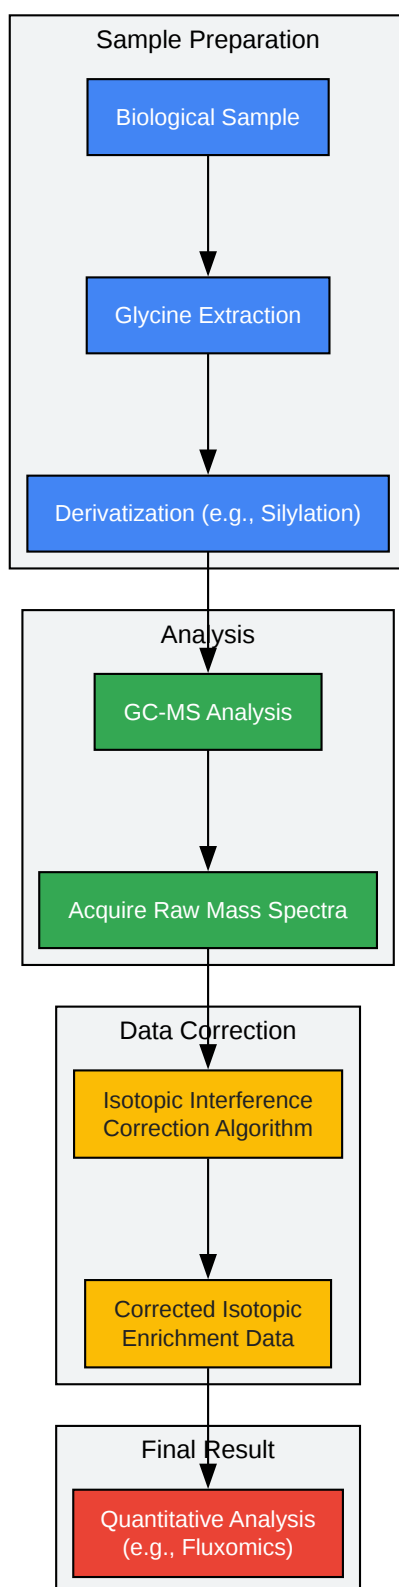 Sample Preparation
Biological Sample
Glycine Extraction
Derivatization (e.g., Silylation)
Analysis
GC-MS Analysis
Acquire Raw Mass Spectra
Data Correction
Isotopic Interference
Correction Algorithm
Corrected Isotopic
Enrichment Data
Final Result
Quantitative Analysis
(e.g., Fluxomics)